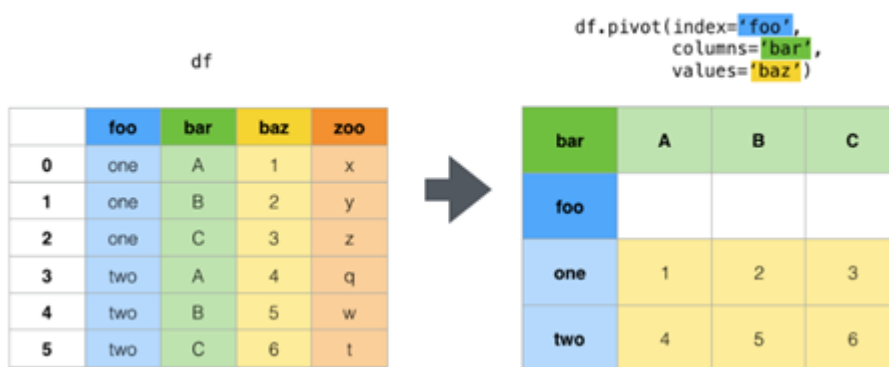 df.pivot(index=‘foo’,
columns=‘bar’,
values=‘baz’)
df
foo bar baz zoo
0 one A 1 x
1 one B 2 y
2 one C 3 z
3 two A 4 q
4 two B 5 w
5 two C 6 t
bar A B C
foo
one 1 2 3
two 4 5 6